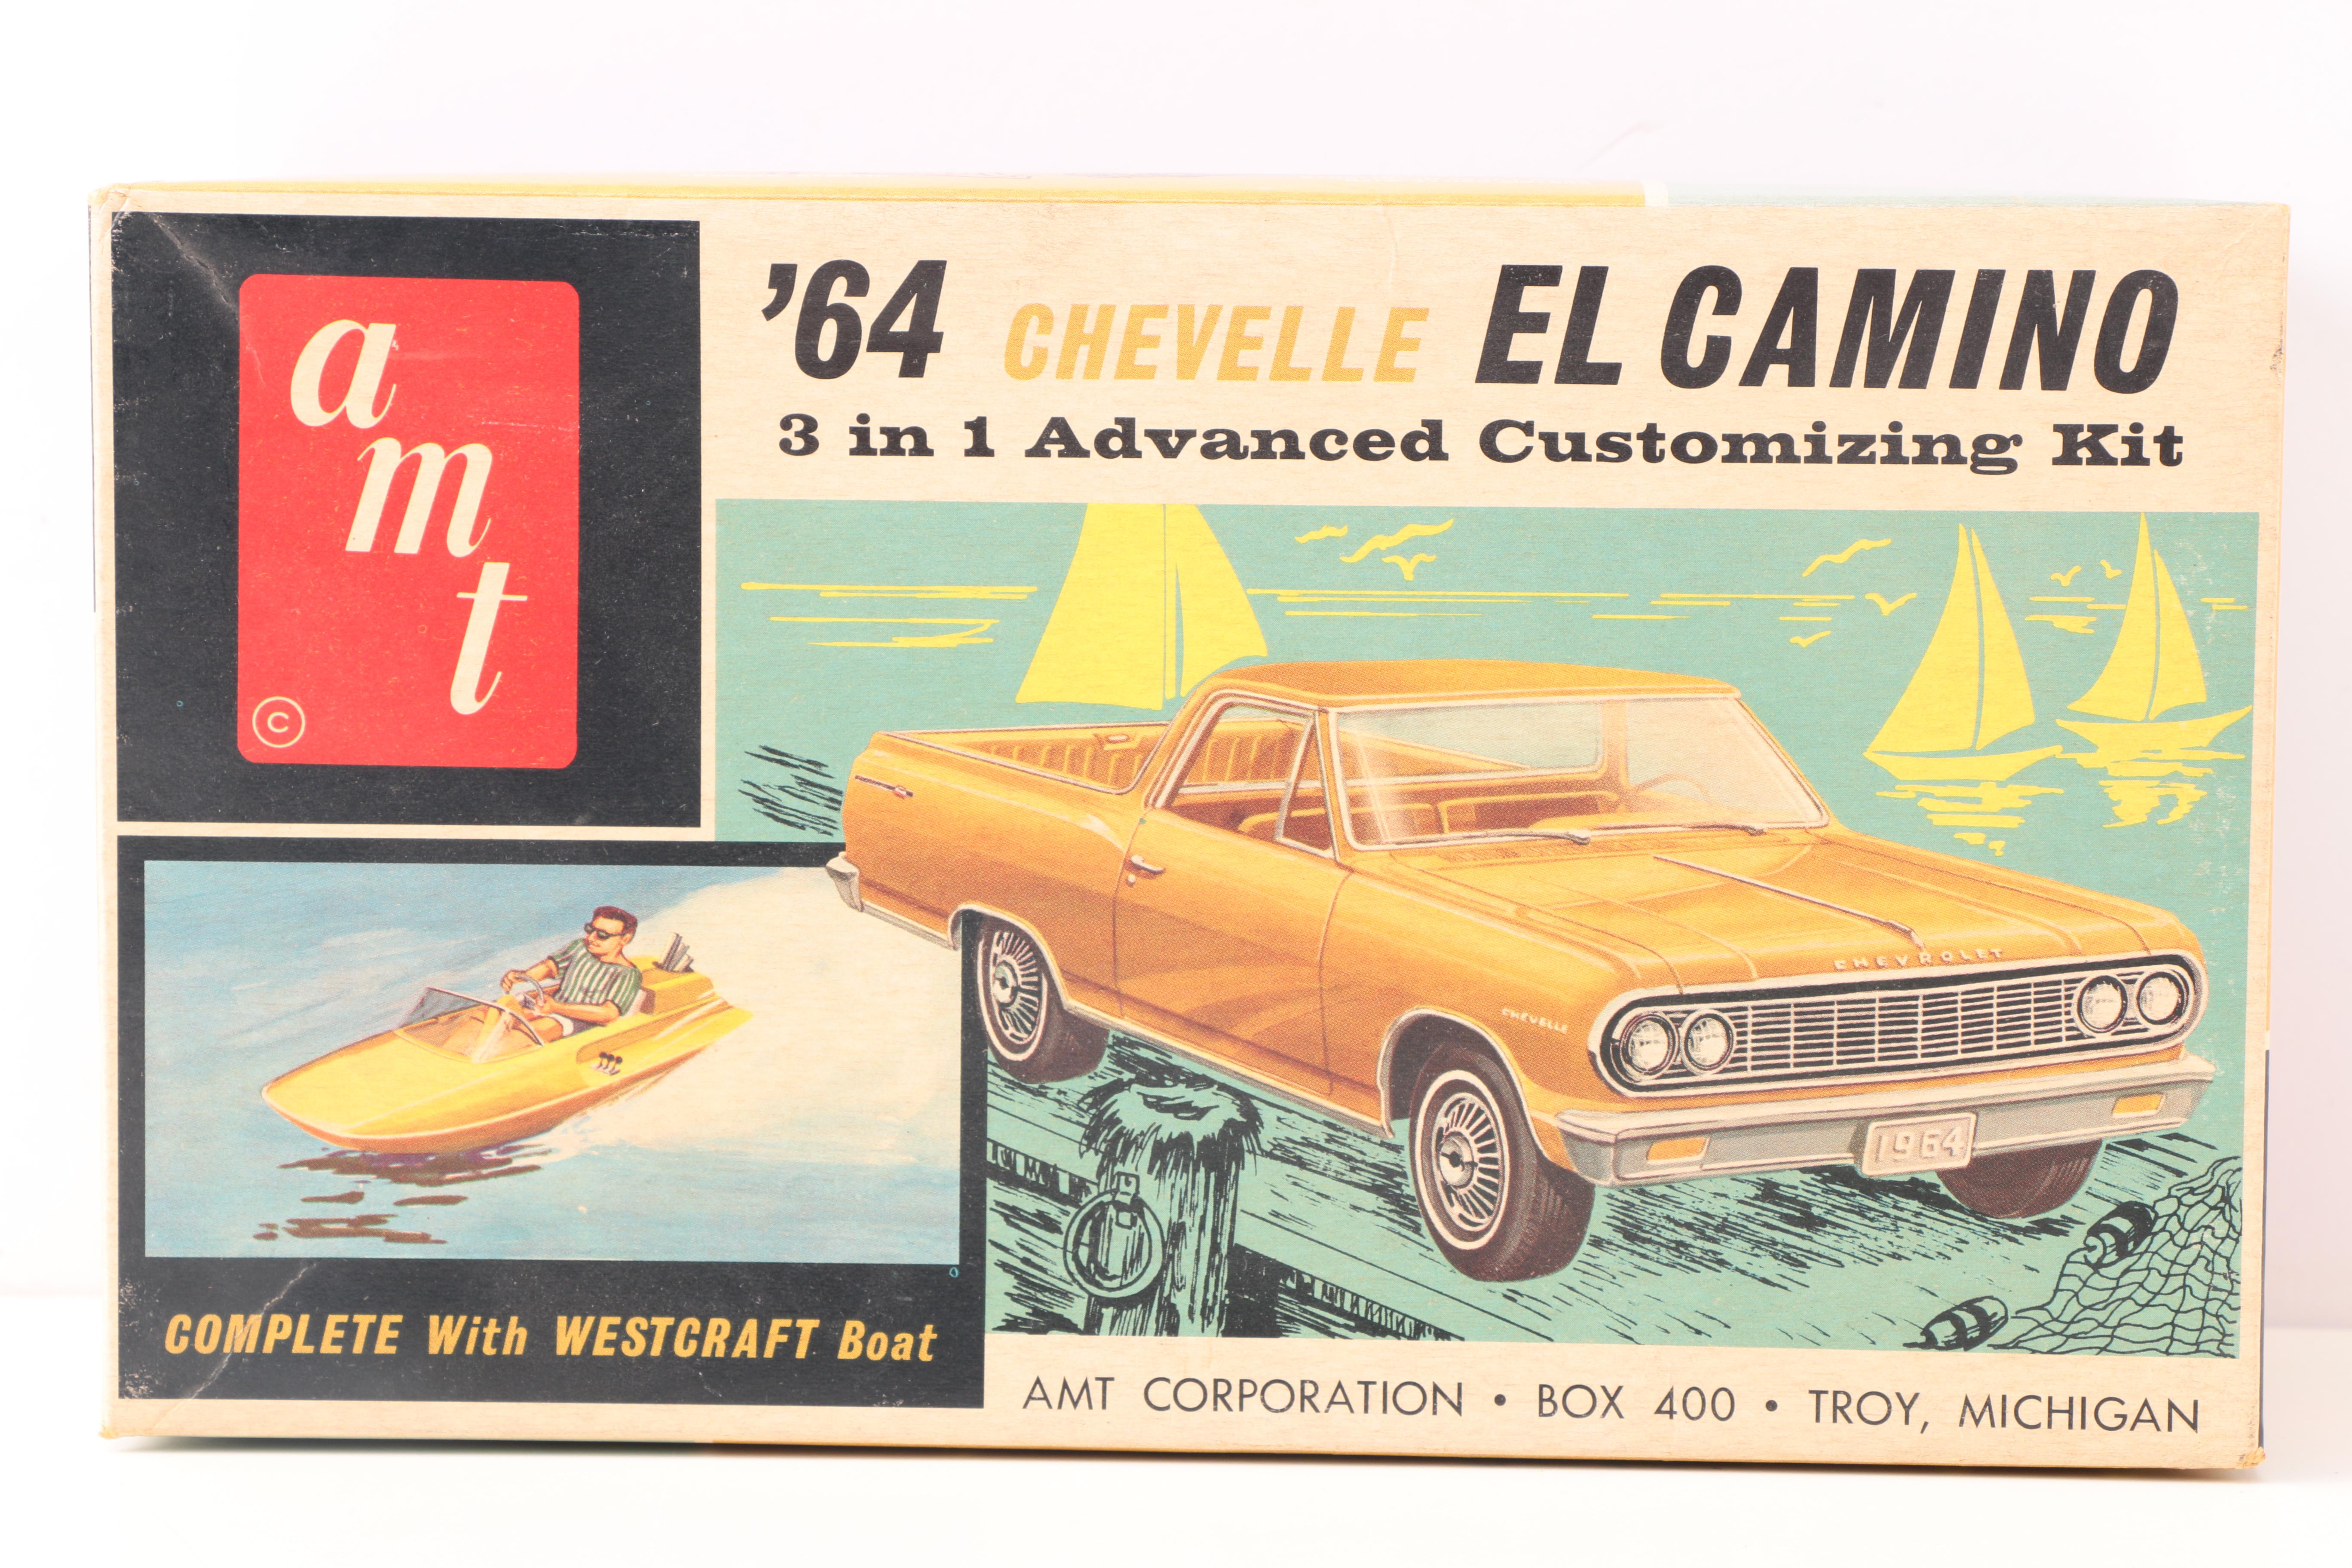 amt
©
'64 CHEVELLE EL CAMINO
3 in 1 Advanced Customizing Kit
CHEVROLET
CHEVELLE
1964
COMPLETE With WESTCRAFT Boat
AMT CORPORATION • BOX 400 • TROY, MICHIGAN